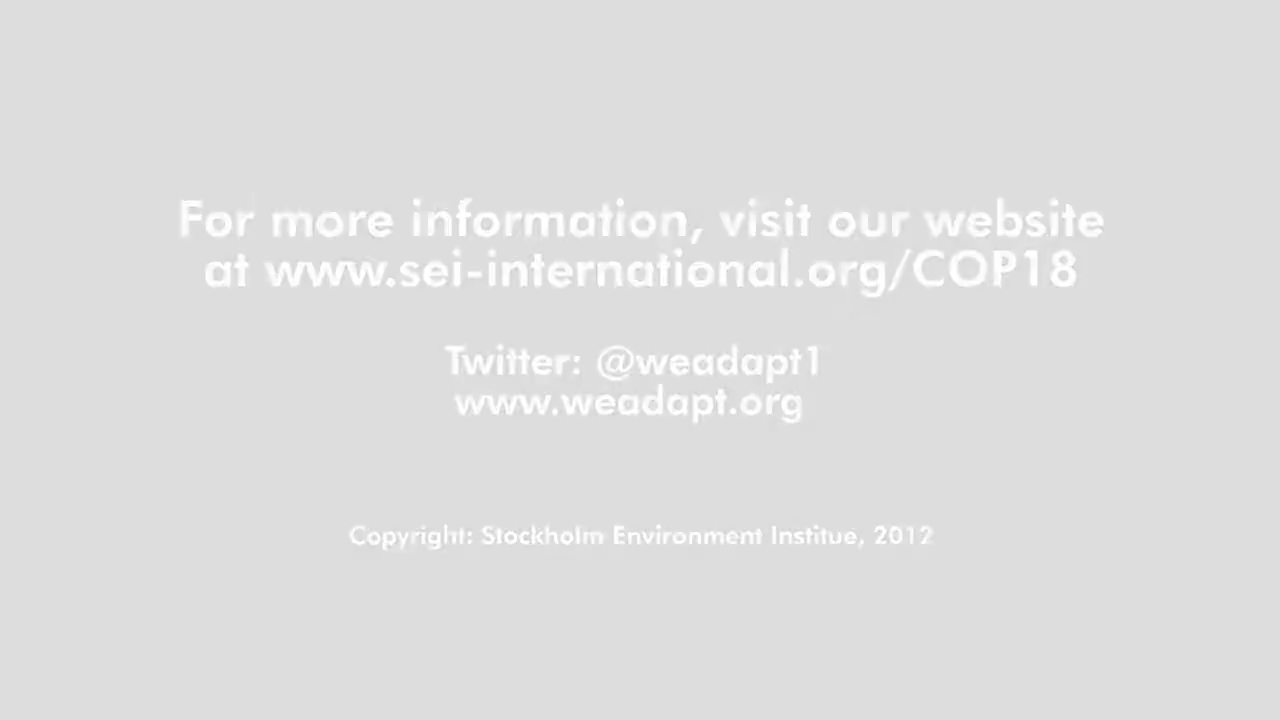 For more information, visit our website
at www.sei-international.org/COP18
Twitter: @weadapt1
www.weadapt.org
Copyright: Stockholm Environment Institue, 2012